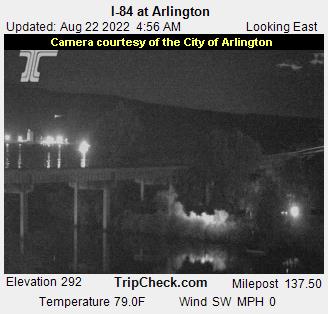 I-84 at Arlington
Updated: Aug 22 2022 4:56 AM Looking East
Camera courtesy of the City of Arlington
Elevation 292 TripCheck.com Milepost 137.50
Temperature 79.0F Wind SW MPH 0